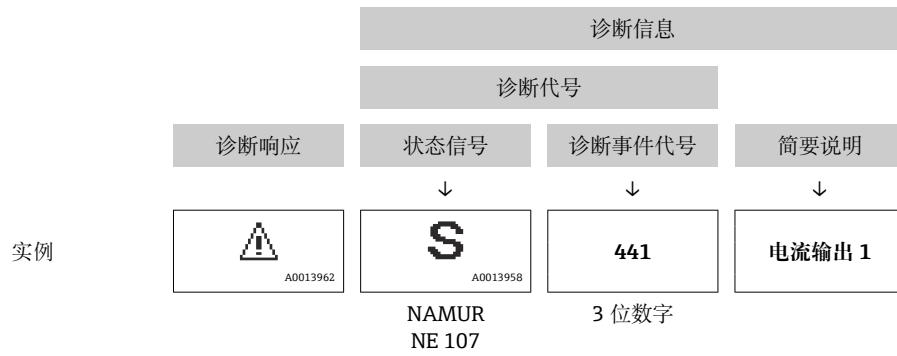 诊断信息
诊断代号
诊断响应 状态信号 诊断事件代号 简要说明
↓ ↓ ↓
实例 S 441 电流输出 1
A0013962 A0013958
NAMUR 3 位数字
NE 107